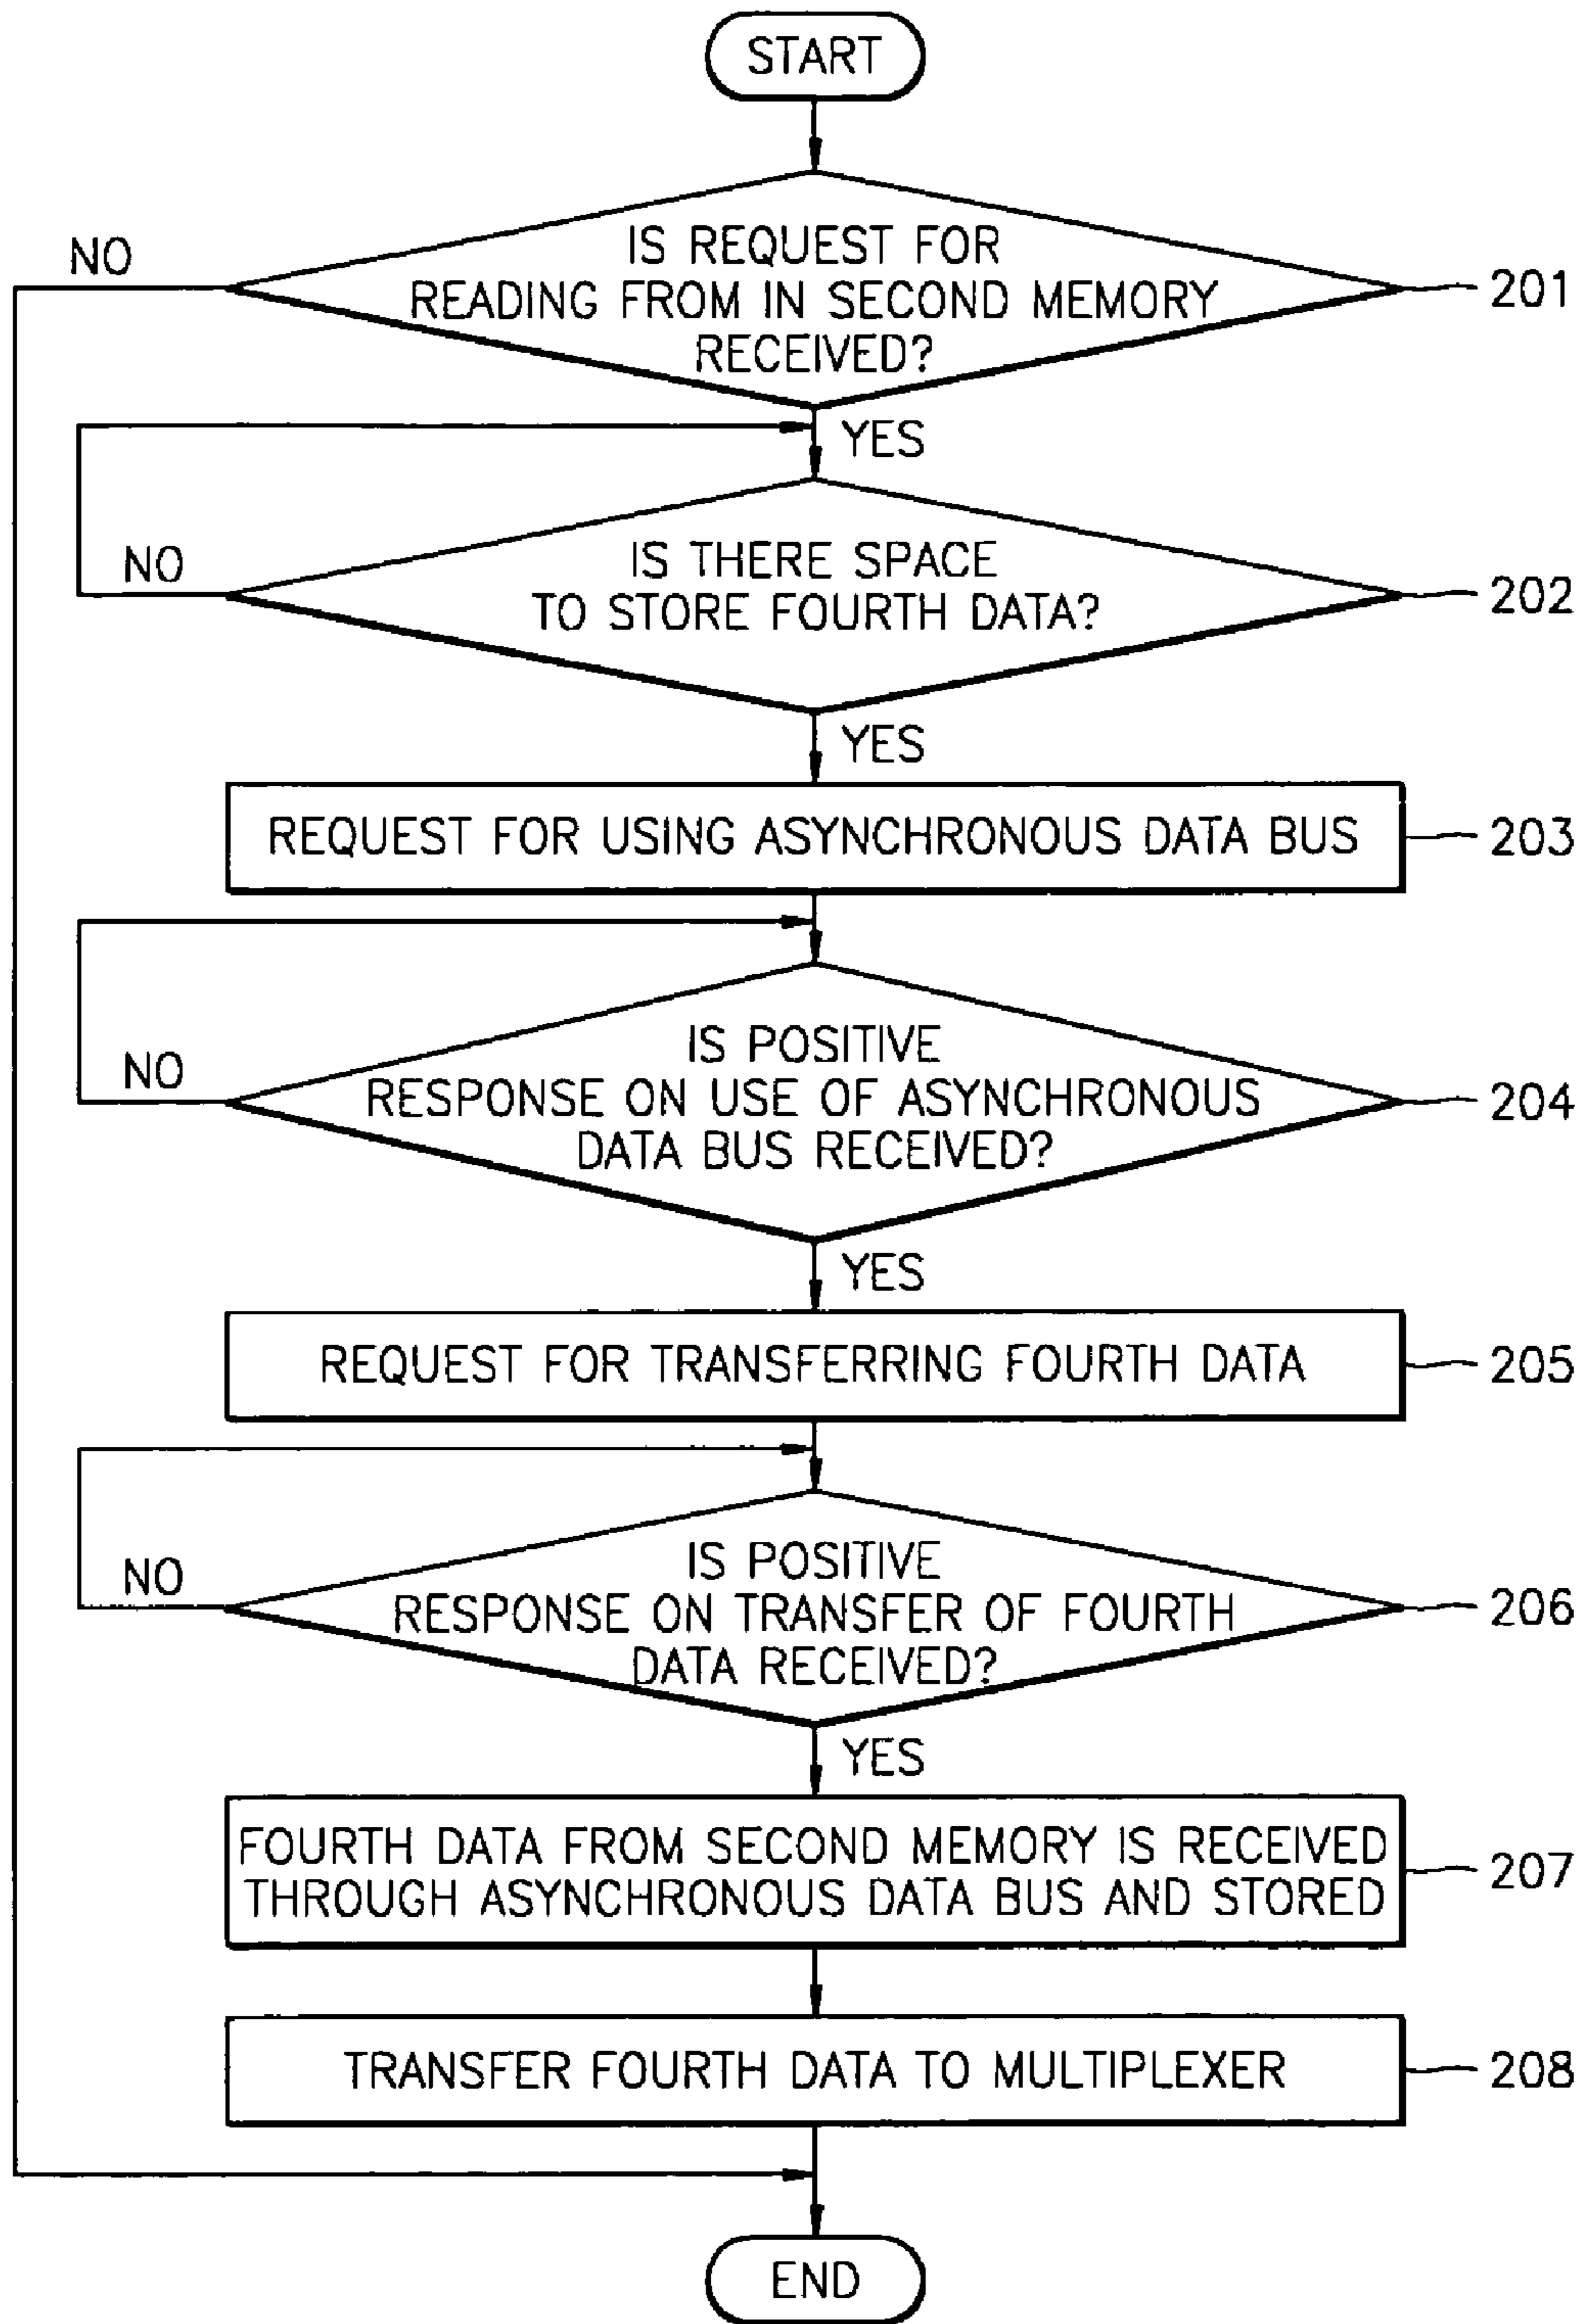 START
NO
IS REQUEST FOR
READING FROM IN SECOND MEMORY
RECEIVED?
201
YES
NO
IS THERE SPACE
TO STORE FOURTH DATA?
202
YES
REQUEST FOR USING ASYNCHRONOUS DATA BUS
203
NO
IS POSITIVE
RESPONSE ON USE OF ASYNCHRONOUS
DATA BUS RECEIVED?
204
YES
REQUEST FOR TRANSFERRING FOURTH DATA
205
NO
IS POSITIVE
RESPONSE ON TRANSFER OF FOURTH
DATA RECEIVED?
206
YES
FOURTH DATA FROM SECOND MEMORY IS RECEIVED
THROUGH ASYNCHRONOUS DATA BUS AND STORED
207
TRANSFER FOURTH DATA TO MULTIPLEXER
208
END